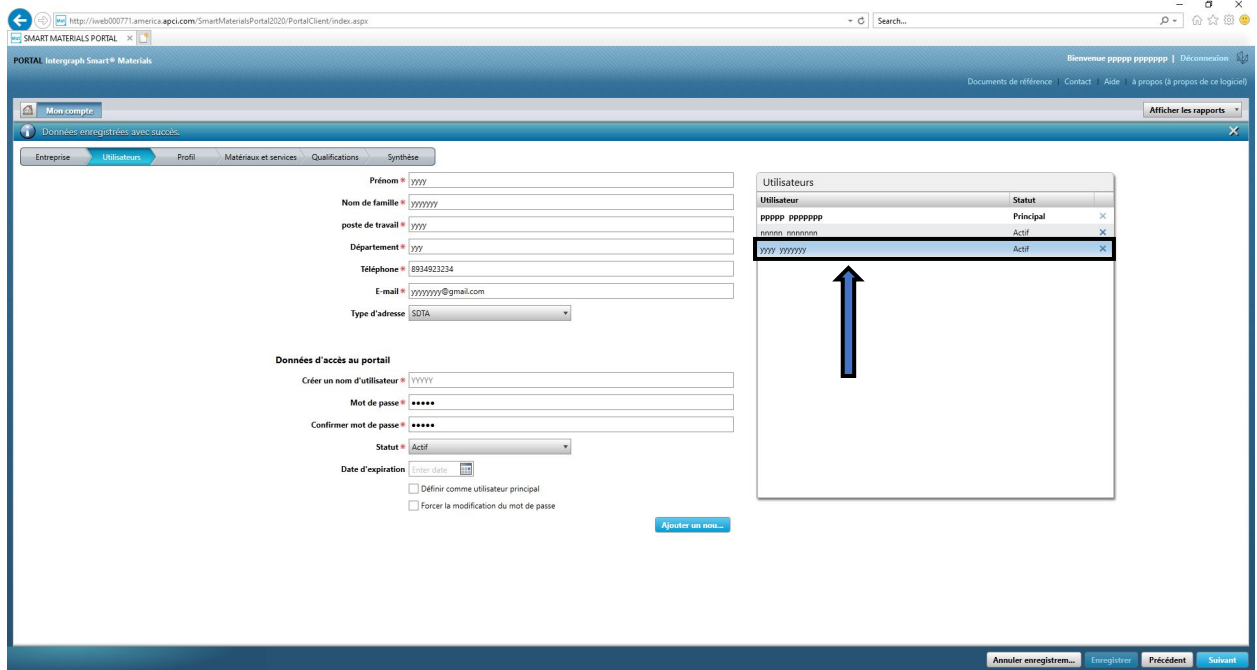 http://iweb000771.america.apci.com/SmartMaterialsPortal2020/PortalClient/index.aspx
Search...
SMART MATERIALS PORTAL
PORTAL Intergraph Smart® Materials
Bienvenue ppppp ppppppp | Déconnexion
Documents de référence | Contact | Aide | à propos (à propos de ce logiciel)
Mon compte
Afficher les rapports
Données enregistrées avec succès.
Entreprise Utilisateurs Profil Matériaux et services Qualifications Synthèse
Prénom * yyyy
Nom de famille * yyyyyyy
poste de travail * yyyy
Département * yyy
Téléphone * 8934923234
E-mail * yyyyyyyy@gmail.com
Type d'adresse SDTA
Données d'accès au portail
Créer un nom d'utilisateur * YYYYY
Mot de passe * •••••
Confirmer mot de passe * •••••
Statut * Actif
Date d'expiration Enter date
Définir comme utilisateur principal
Forcer la modification du mot de passe
Ajouter un nou...
Utilisateurs
Utilisateur Statut
ppppp ppppppp Principal
nnnnn nnnnnnn Actif
yyyy yyyyyyy Actif
Annuler enregistrem... Enregistrer Précédent Suivant